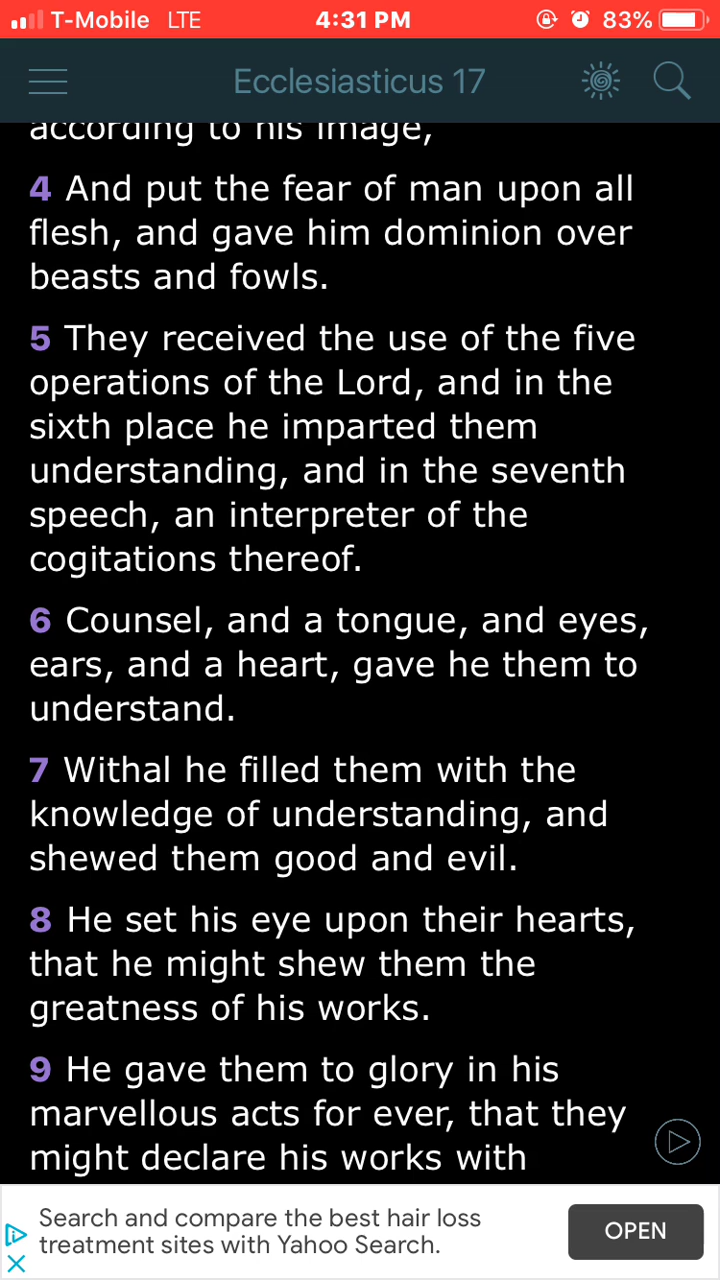 T-Mobile LTE 4:31 PM 83%
Ecclesiasticus 17
according to his image,
4 And put the fear of man upon all
flesh, and gave him dominion over
beasts and fowls.
5 They received the use of the five
operations of the Lord, and in the
sixth place he imparted them
understanding, and in the seventh
speech, an interpreter of the
cogitations thereof.
6 Counsel, and a tongue, and eyes,
ears, and a heart, gave he them to
understand.
7 Withal he filled them with the
knowledge of understanding, and
shewed them good and evil.
8 He set his eye upon their hearts,
that he might shew them the
greatness of his works.
9 He gave them to glory in his
marvellous acts for ever, that they
might declare his works with
Search and compare the best hair loss
treatment sites with Yahoo Search.
OPEN